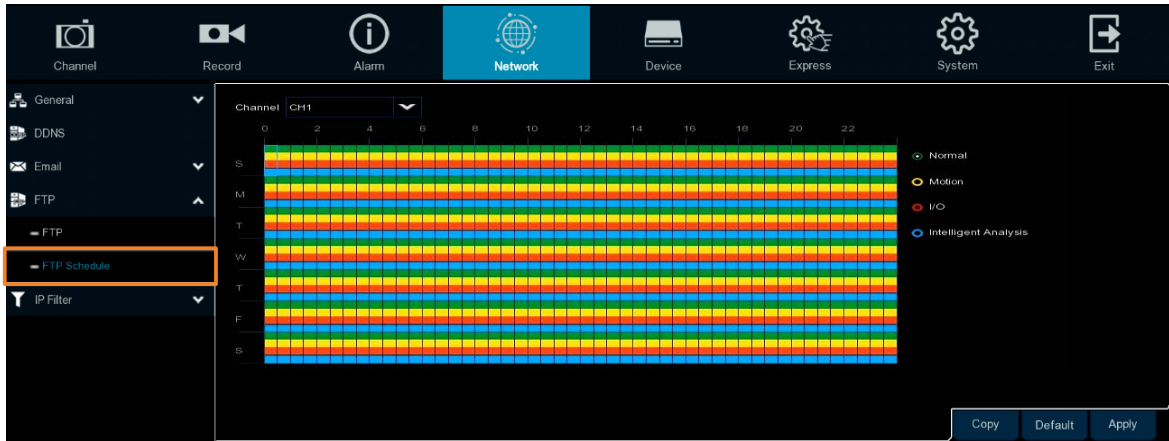 Channel Record Alarm Network Device Express System Exit
General
DDNS
Email
FTP
FTP
FTP Schedule
IP Filter
Channel CH1
0 2 4 6 8 10 12 14 16 18 20 22
S
M
T
W
T
F
S
Normal
Motion
I/O
Intelligent Analysis
Copy Default Apply